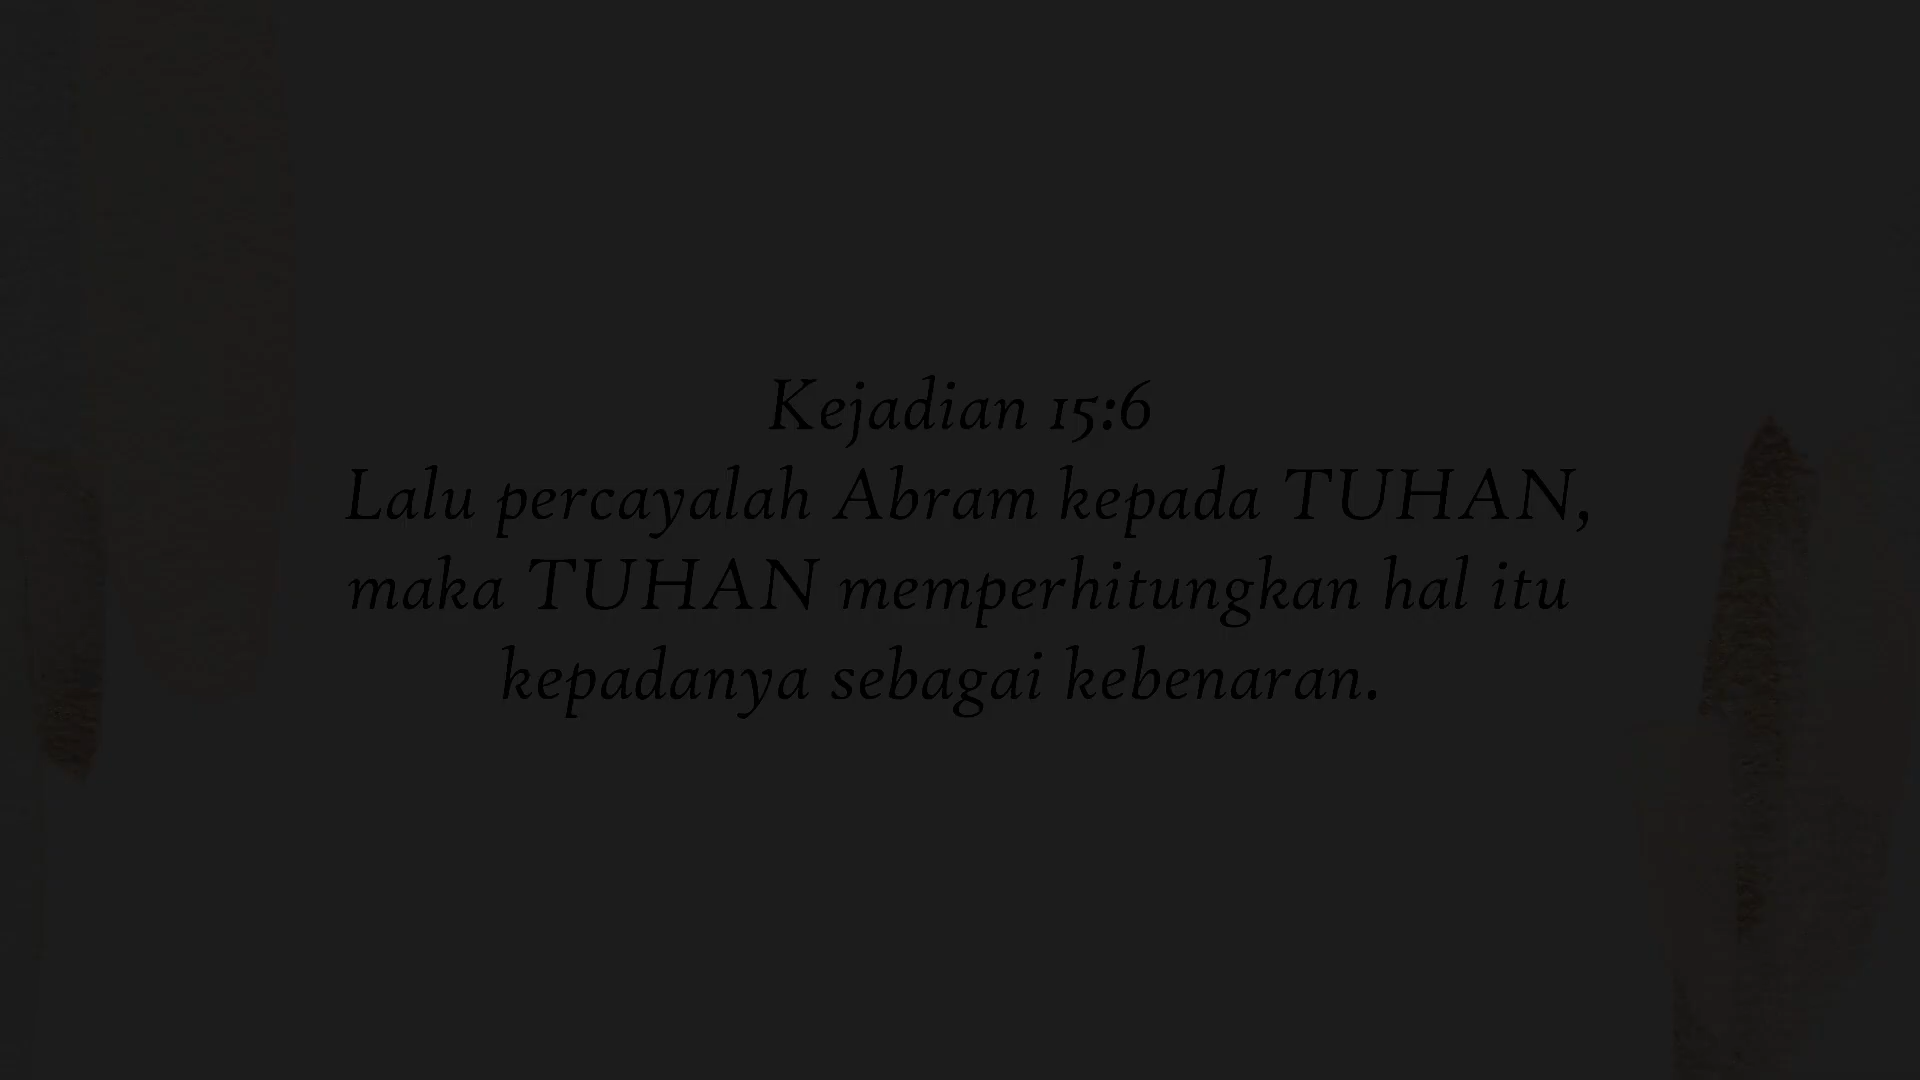 Kejadian 15:6
Lalu percayalah Abram kepada TUHAN,
maka TUHAN memperhitungkan hal itu
kepadanya sebagai kebenaran.